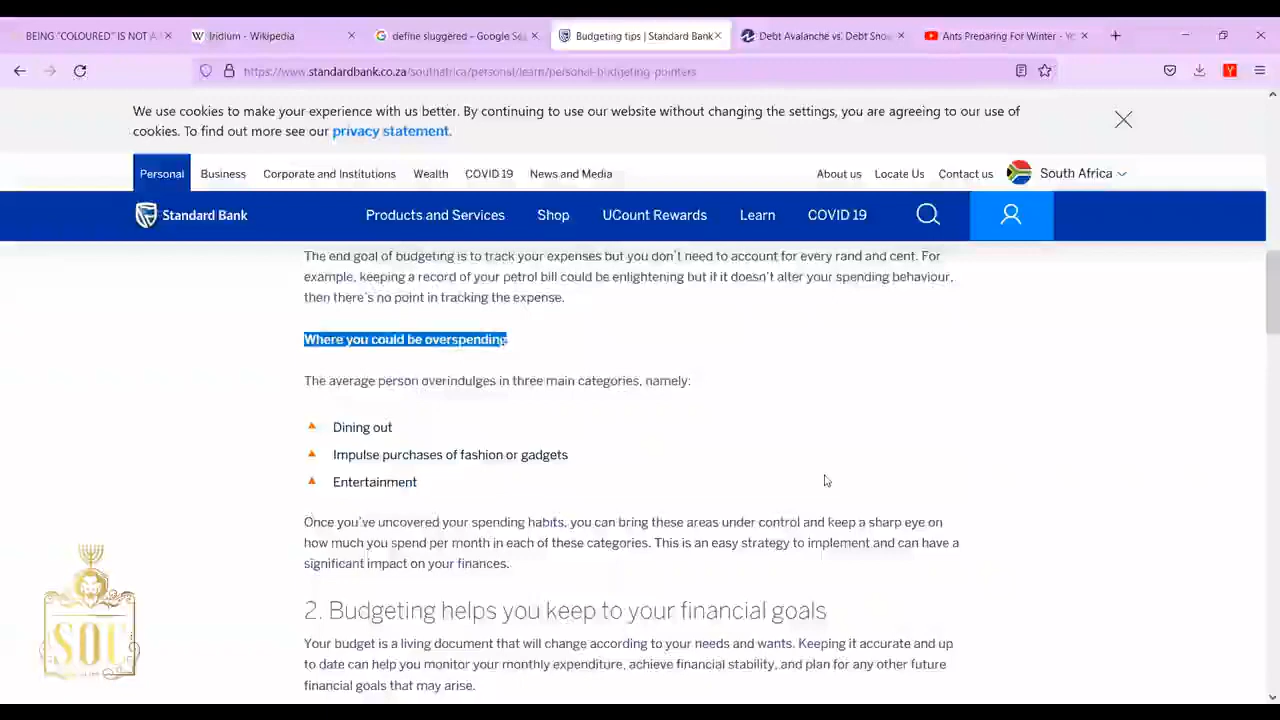 BEING "COLOURED" IS NOT A
Iridium - Wikipedia
define sluggered - Google Sea
Budgeting tips | Standard Bank
Debt Avalanche vs. Debt Snow
Ants Preparing For Winter - Yo
https://www.standardbank.co.za/southafrica/personal/learn/personal-budgeting-pointers
We use cookies to make your experience with us better. By continuing to use our website without changing the settings, you are agreeing to our use of
cookies. To find out more see our privacy statement.
Personal Business Corporate and Institutions Wealth COVID 19 News and Media About us Locate Us Contact us South Africa
Standard Bank Products and Services Shop UCount Rewards Learn COVID 19
The end goal of budgeting is to track your expenses but you don't need to account for every rand and cent. For
example, keeping a record of your petrol bill could be enlightening but if it doesn't alter your spending behaviour,
then there's no point in tracking the expense.
Where you could be overspending
The average person overindulges in three main categories, namely:
Dining out
Impulse purchases of fashion or gadgets
Entertainment
Once you've uncovered your spending habits, you can bring these areas under control and keep a sharp eye on
how much you spend per month in each of these categories. This is an easy strategy to implement and can have a
significant impact on your finances.
2. Budgeting helps you keep to your financial goals
Your budget is a living document that will change according to your needs and wants. Keeping it accurate and up
to date can help you monitor your monthly expenditure, achieve financial stability, and plan for any other future
financial goals that may arise.
SOU